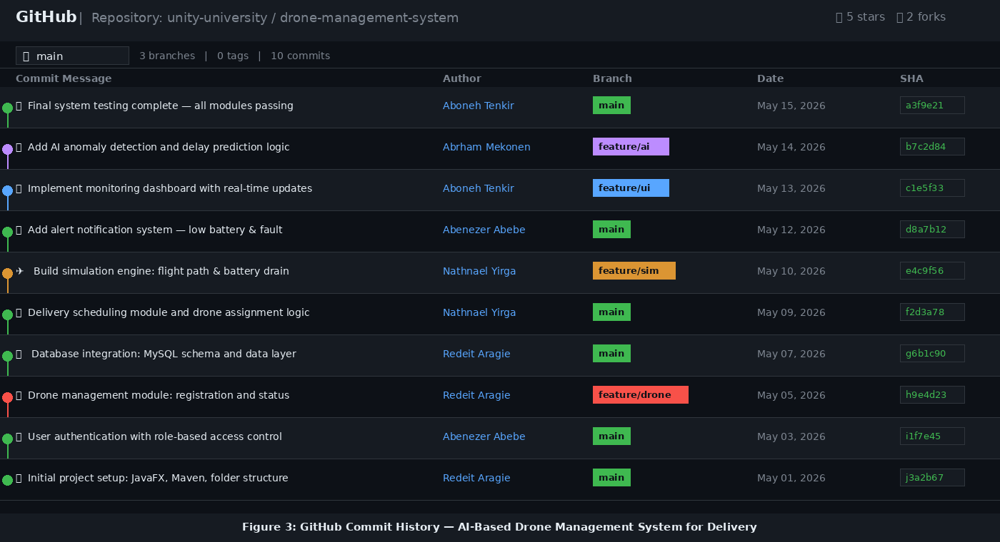 GitHub | Repository: unity-university / drone-management-system 5 stars 2 forks
main 3 branches | 0 tags | 10 commits
Commit Message Author Branch Date SHA
Final system testing complete — all modules passing Aboneh Tenkir main May 15, 2026 a3f9e21
Add AI anomaly detection and delay prediction logic Abrham Mekonen feature/ai May 14, 2026 b7c2d84
Implement monitoring dashboard with real-time updates Aboneh Tenkir feature/ui May 13, 2026 c1e5f33
Add alert notification system — low battery & fault Abenezer Abebe main May 12, 2026 d8a7b12
✈ Build simulation engine: flight path & battery drain Nathnael Yirga feature/sim May 10, 2026 e4c9f56
Delivery scheduling module and drone assignment logic Nathnael Yirga main May 09, 2026 f2d3a78
Database integration: MySQL schema and data layer Redeit Aragie main May 07, 2026 g6b1c90
Drone management module: registration and status Redeit Aragie feature/drone May 05, 2026 h9e4d23
User authentication with role-based access control Abenezer Abebe main May 03, 2026 i1f7e45
Initial project setup: JavaFX, Maven, folder structure Redeit Aragie main May 01, 2026 j3a2b67
Figure 3: GitHub Commit History — AI-Based Drone Management System for Delivery